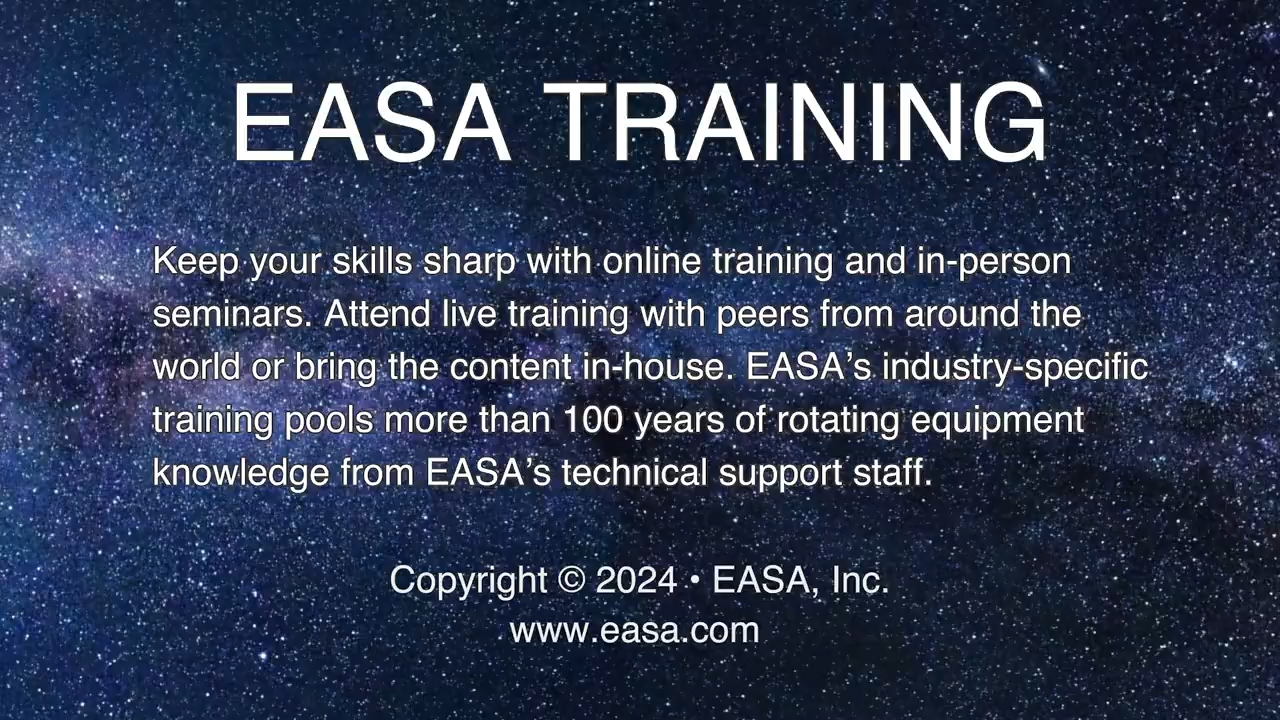 EASA TRAINING
Keep your skills sharp with online training and in-person
seminars. Attend live training with peers from around the
world or bring the content in-house. EASA’s industry-specific
training pools more than 100 years of rotating equipment
knowledge from EASA’s technical support staff.
Copyright © 2024 • EASA, Inc.
www.easa.com